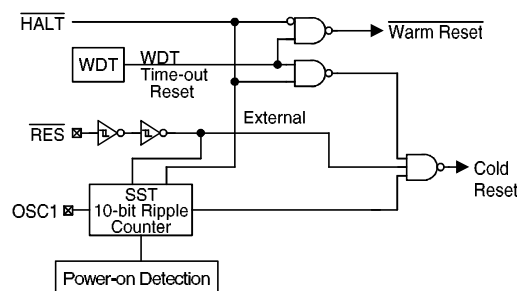 HALT
Warm Reset
WDT
WDT
Time-out
Reset
External
RES
Cold
Reset
OSC1
SST
10-bit Ripple
Counter
Power-on Detection